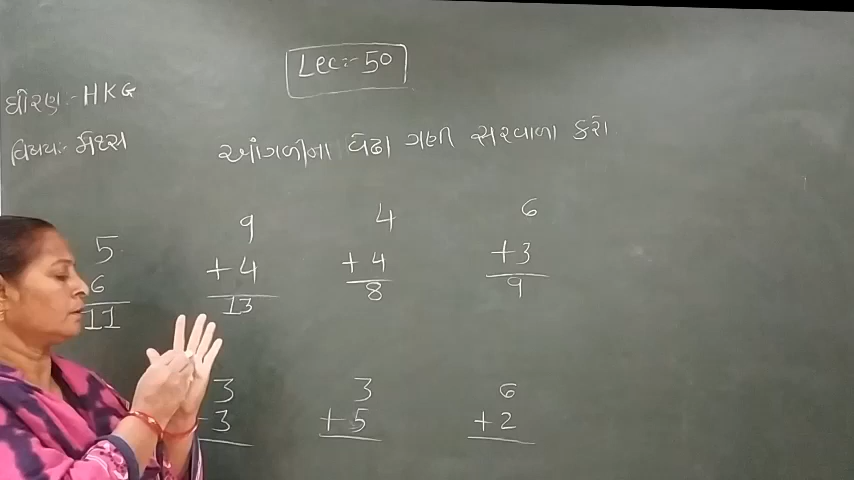 Lec:- 50
ધોરણ:- HKG
વિષય:- મેથ્સ
આંગળીના વેઢા ગણી સરવાળા કરો.
5 9 4 6
6 +4 +4 +3
11 13 8 9
3 3 6
-3 +5 +2